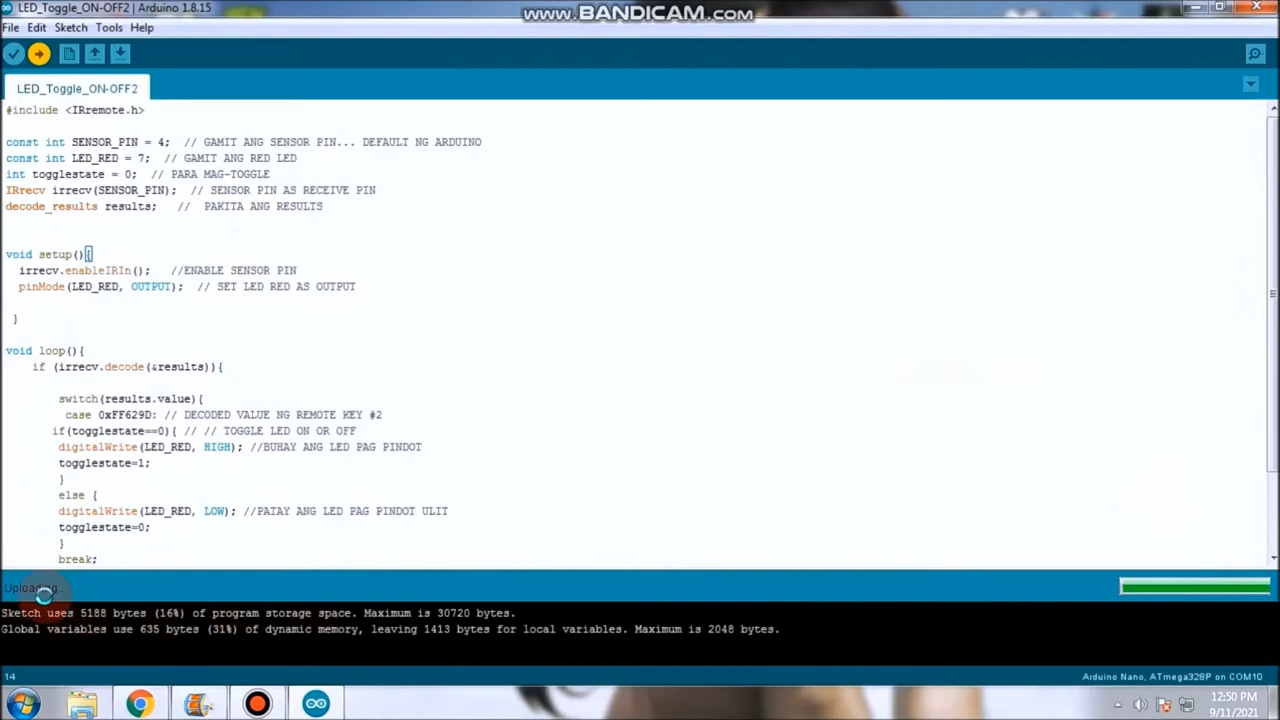 LED_Toggle_ON-OFF2 | Arduino 1.8.15
www.BANDICAM.com
File Edit Sketch Tools Help
LED_Toggle_ON-OFF2
#include <IRremote.h>
const int SENSOR_PIN = 4; // GAMIT ANG SENSOR PIN... DEFAULT NG ARDUINO
const int LED_RED = 7; // GAMIT ANG RED LED
int togglestate = 0; // PARA MAG-TOGGLE
IRrecv irrecv(SENSOR_PIN); // SENSOR PIN AS RECEIVE PIN
decode_results results; // PAKITA ANG RESULTS
void setup(){
irrecv.enableIRIn(); //ENABLE SENSOR PIN
pinMode(LED_RED, OUTPUT); // SET LED RED AS OUTPUT
}
void loop(){
if (irrecv.decode(&results)){
switch(results.value){
case 0xFF629D: // DECODED VALUE NG REMOTE KEY #2
if(togglestate==0){ // // TOGGLE LED ON OR OFF
digitalWrite(LED_RED, HIGH); //BUHAY ANG LED PAG PINDOT
togglestate=1;
}
else {
digitalWrite(LED_RED, LOW); //PATAY ANG LED PAG PINDOT ULIT
togglestate=0;
}
break;
Uploading...
Sketch uses 5188 bytes (16%) of program storage space. Maximum is 30720 bytes.
Global variables use 635 bytes (31%) of dynamic memory, leaving 1413 bytes for local variables. Maximum is 2048 bytes.
14
Arduino Nano, ATmega328P on COM10
12:50 PM
9/11/2021